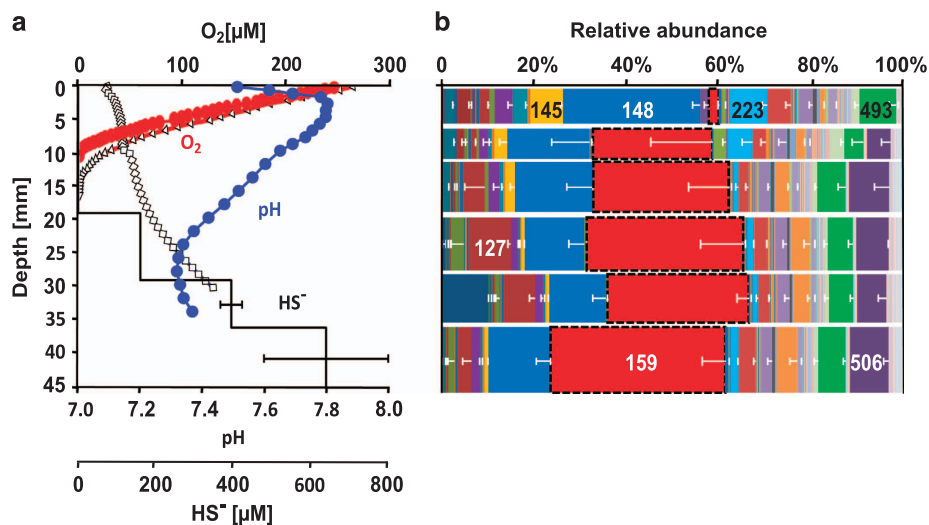 a
O₂[µM]
0 100 200 300
0
5
10
15
20
25
30
35
40
45
Depth [mm]
O₂
pH
HS⁻
7.0 7.2 7.4 7.6 7.8 8.0
pH
0 200 400 600 800
HS⁻ [µM]
b
Relative abundance
0 20% 40% 60% 80% 100%
145 148 223 493
127
159 506